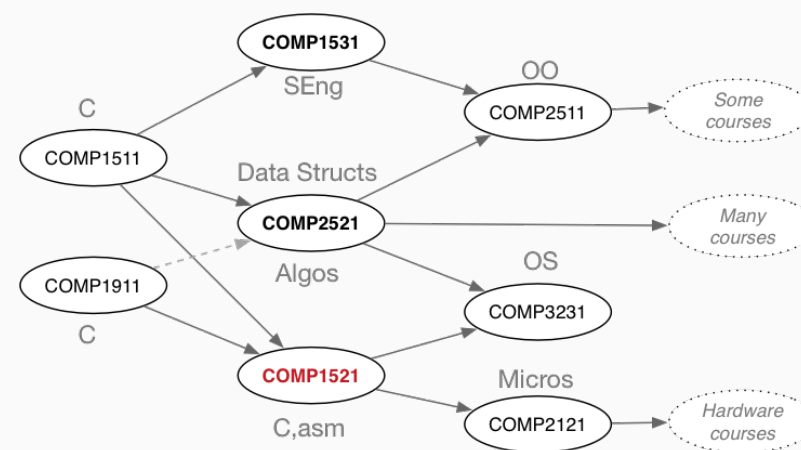 COMP1531
SEng
OO
COMP2511
Some
courses
C
COMP1511
Data Structs
COMP2521
Algos
Many
courses
COMP1911
C
OS
COMP3231
COMP1521
C,asm
Micros
COMP2121
Hardware
courses